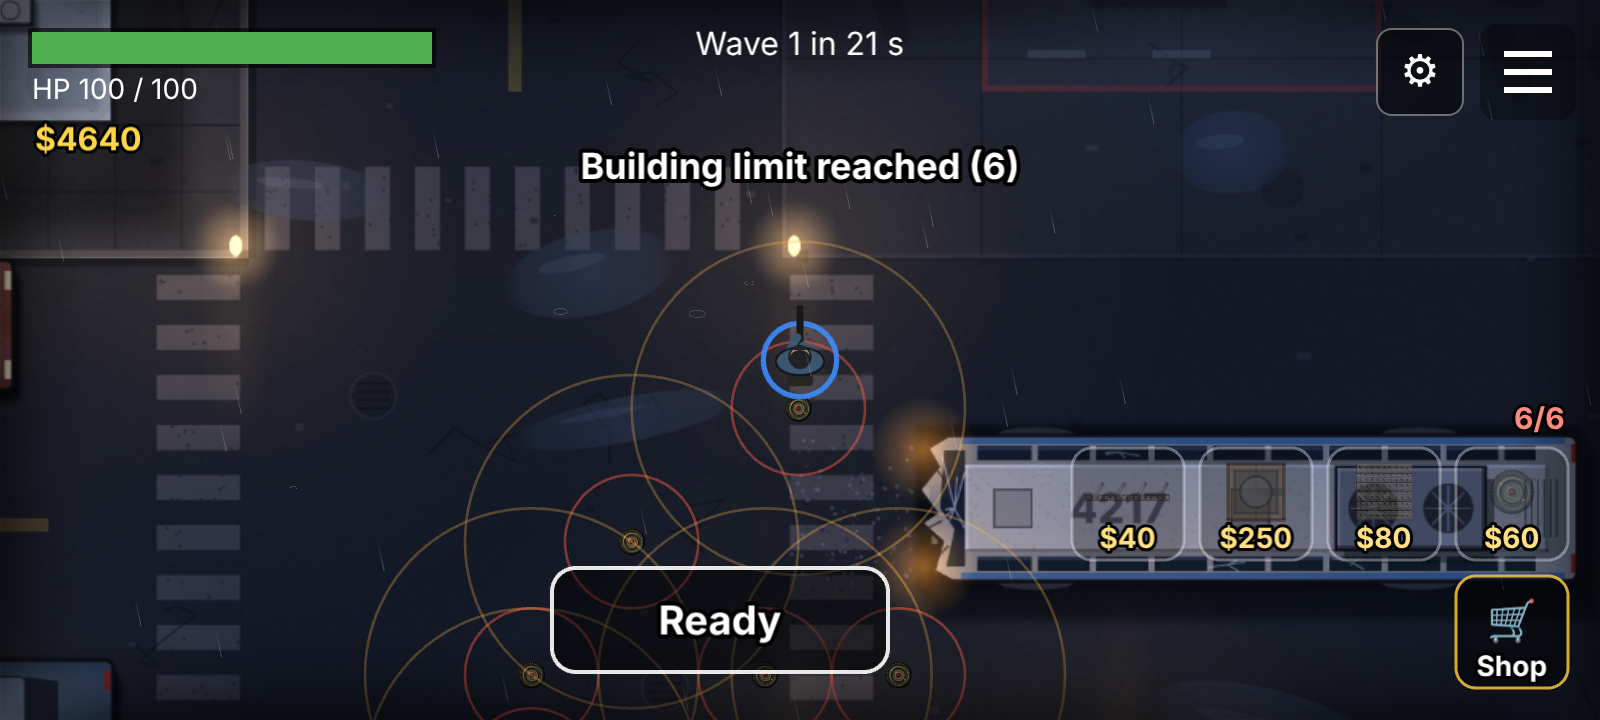 Wave 1 in 21 s
HP 100 / 100
$4640
Building limit reached (6)
6/6
4217
$40
$250
$80
$60
Ready
Shop